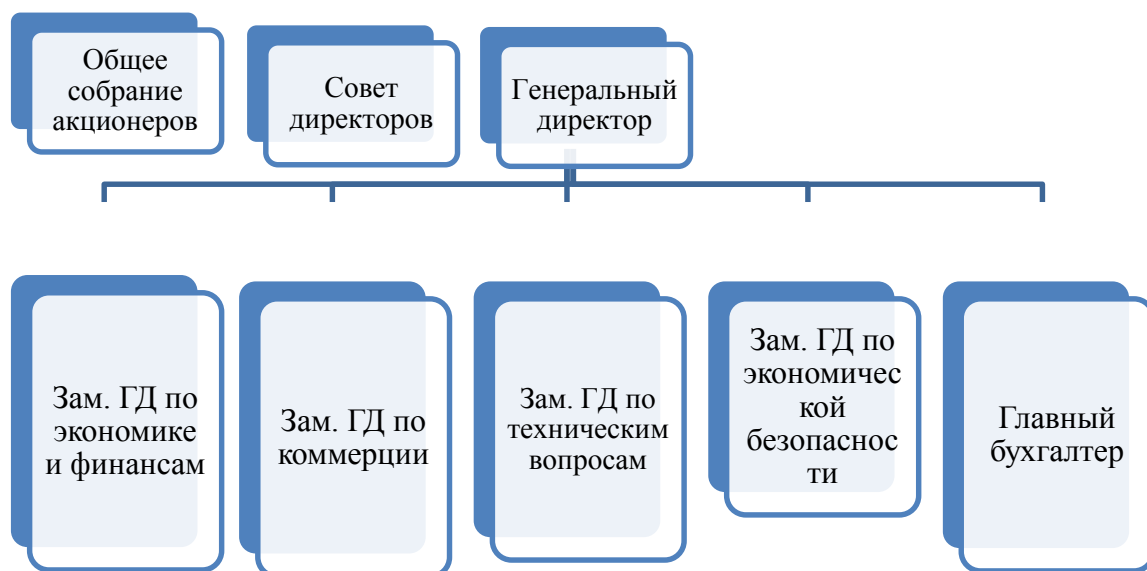 Общее
собрание
акционеров
Совет
директоров
Генеральный
директор
Зам. ГД по
экономике
и финансам
Зам. ГД по
коммерции
Зам. ГД по
техническим
вопросам
Зам. ГД по
экономичес
кой
безопаснос
ти
Главный
бухгалтер